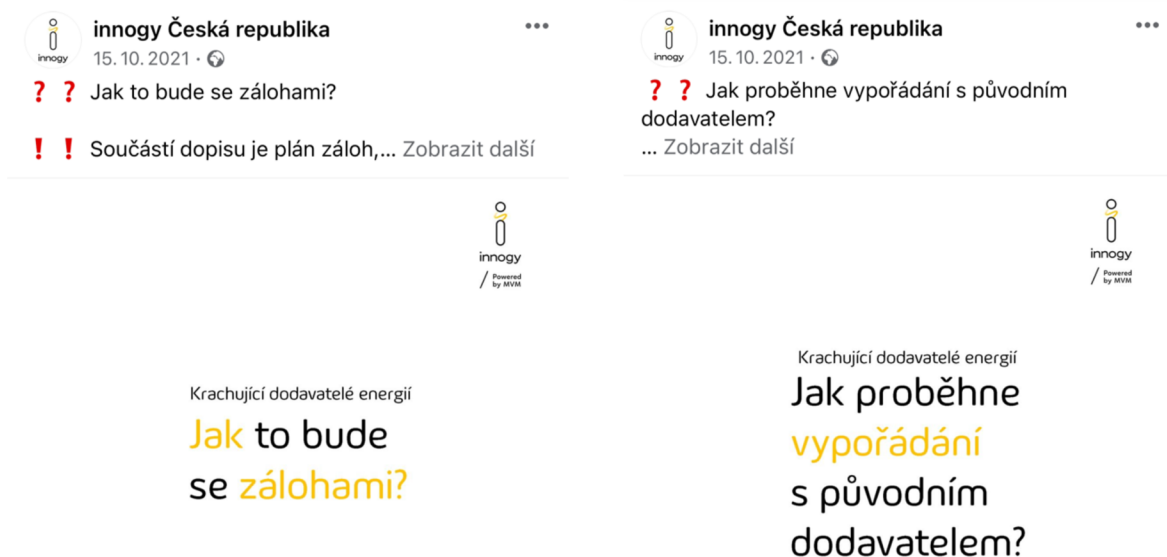 innogy Česká republika
innogy
15. 10. 2021 ·
❓ ❓ Jak to bude se zálohami?
❗ ❗ Součástí dopisu je plán záloh,... Zobrazit další
innogy
Powered
by MVM
Krachující dodavatelé energií
Jak to bude
se zálohami?
innogy Česká republika
innogy
15. 10. 2021 ·
❓ ❓ Jak proběhne vypořádání s původním
dodavatelem?
... Zobrazit další
innogy
Powered
by MVM
Krachující dodavatelé energií
Jak proběhne
vypořádání
s původním
dodavatelem?